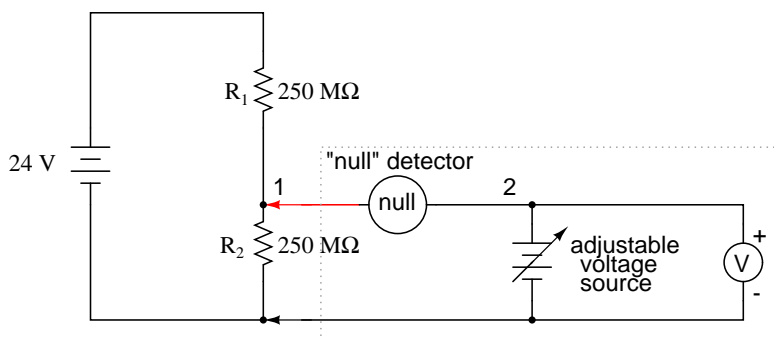 R1 250 MΩ
24 V
"null" detector
1
null
2
R2 250 MΩ
adjustable
voltage
source
+
V
-